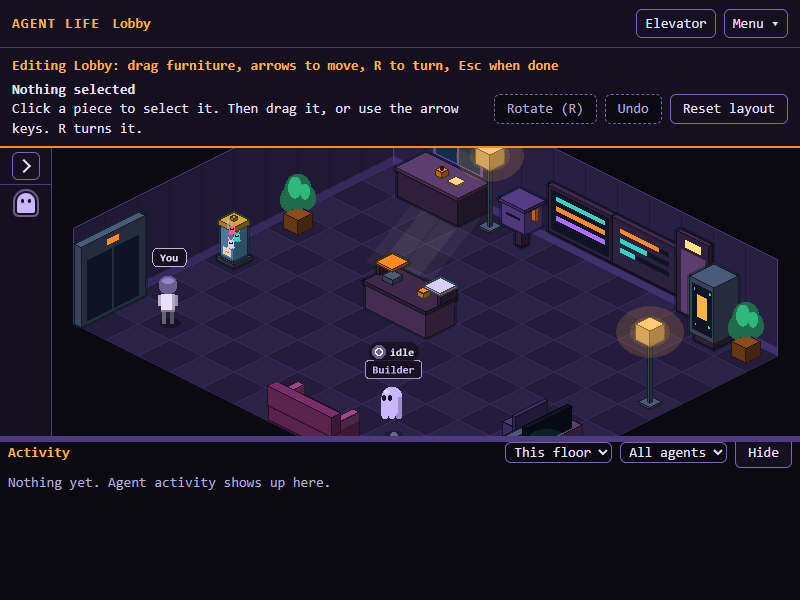 AGENT LIFE Lobby
Elevator
Menu ▾
Editing Lobby: drag furniture, arrows to move, R to turn, Esc when done
Nothing selected
Click a piece to select it. Then drag it, or use the arrow
keys. R turns it.
Rotate (R)
Undo
Reset layout
You
idle
Builder
Activity
This floor
All agents
Hide
Nothing yet. Agent activity shows up here.